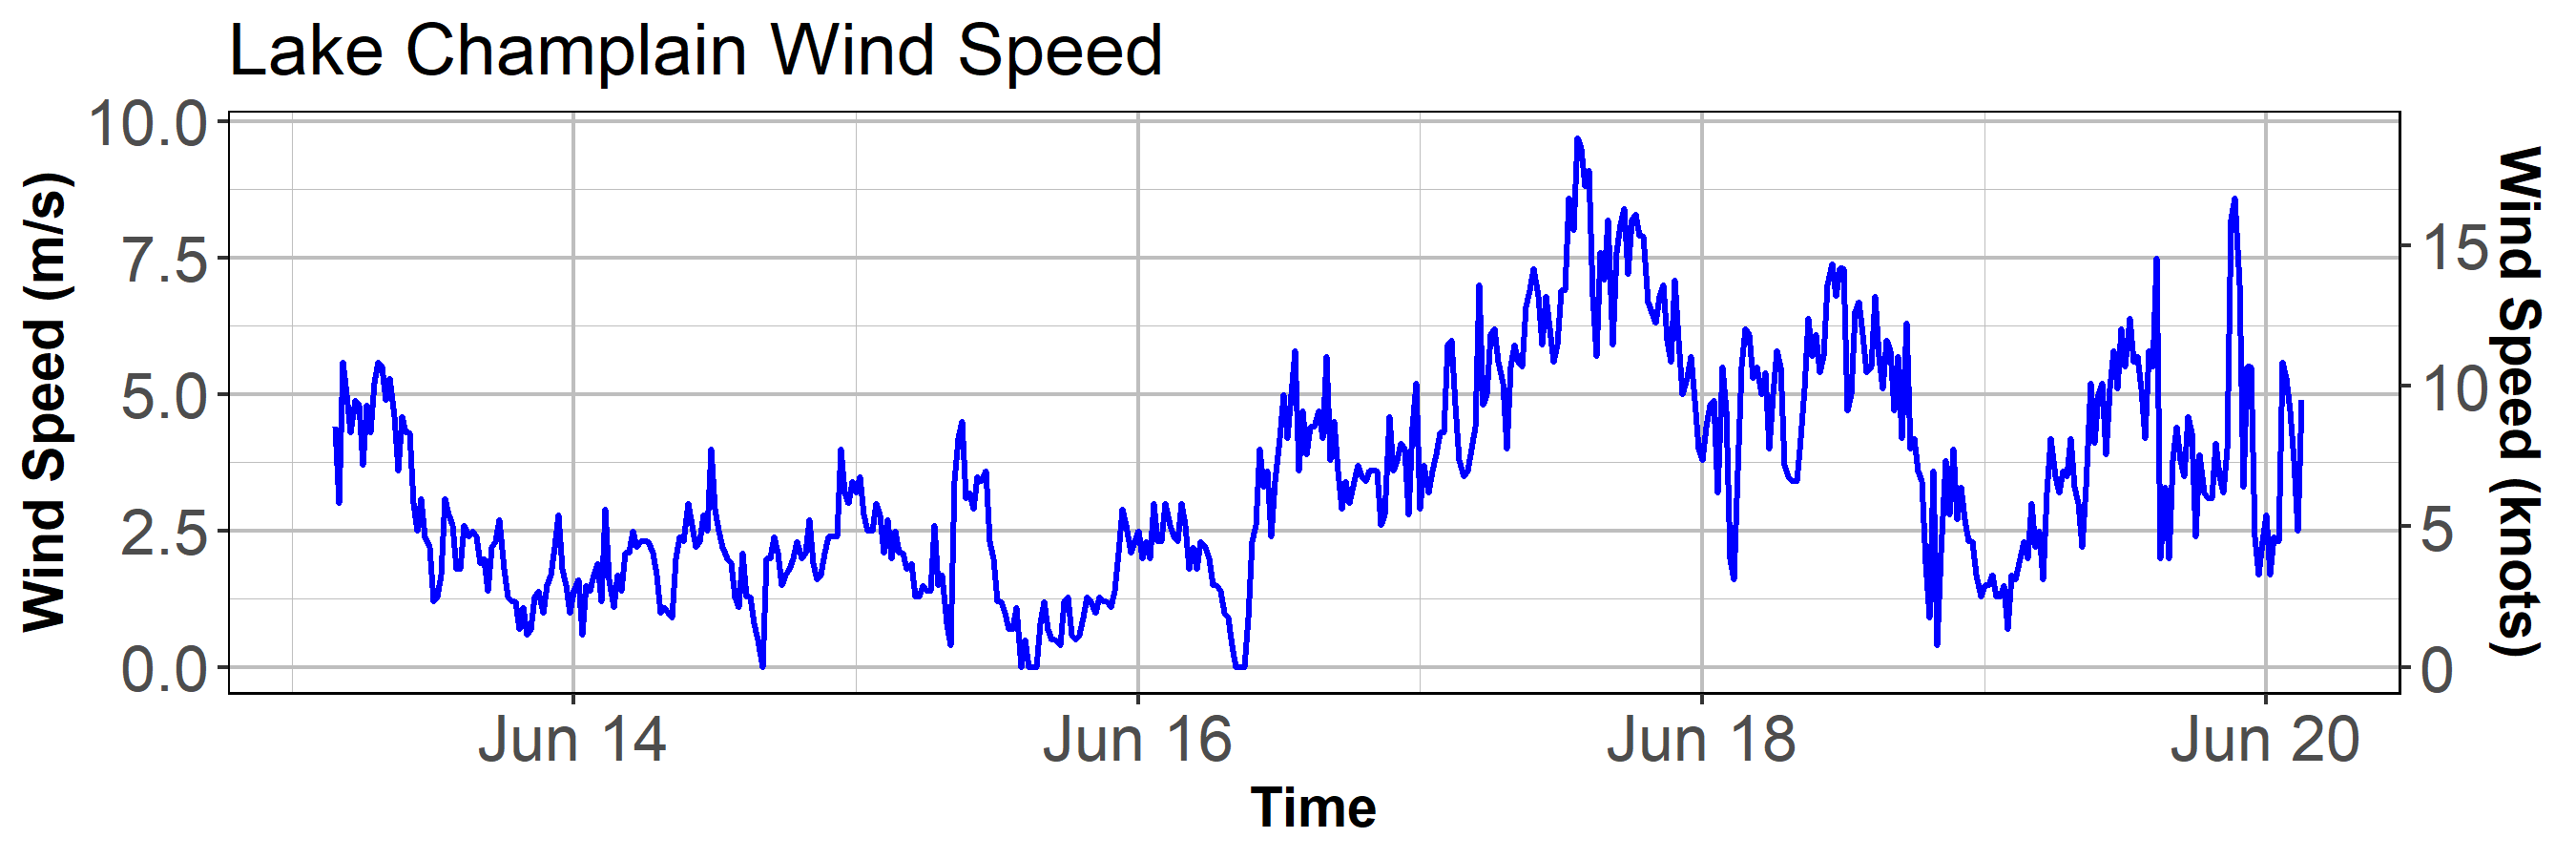 Lake Champlain Wind Speed
Wind Speed (m/s)
10.0
7.5
5.0
2.5
0.0
15
10
5
0
Wind Speed (knots)
Jun 14
Jun 16
Jun 18
Jun 20
Time